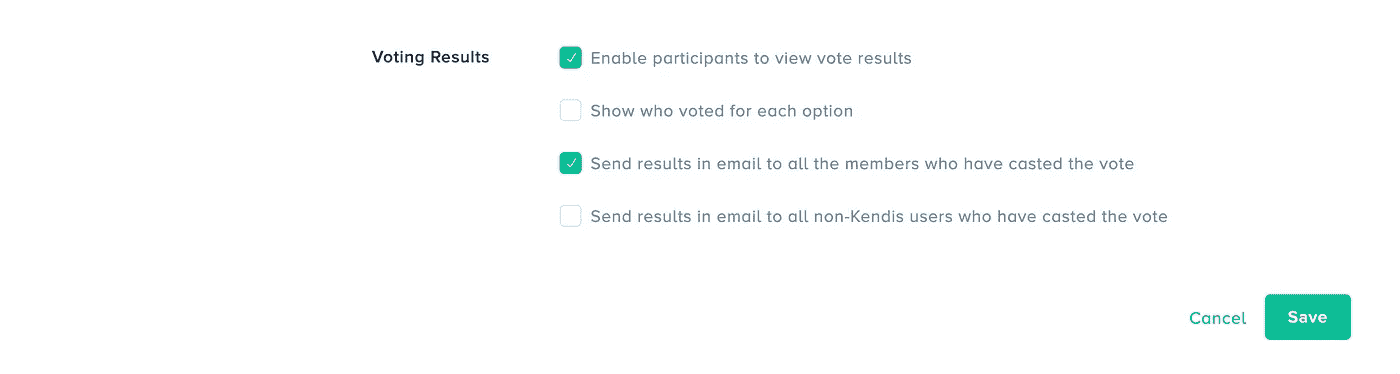 Voting Results
Enable participants to view vote results
Show who voted for each option
Send results in email to all the members who have casted the vote
Send results in email to all non-Kendis users who have casted the vote
Cancel
Save